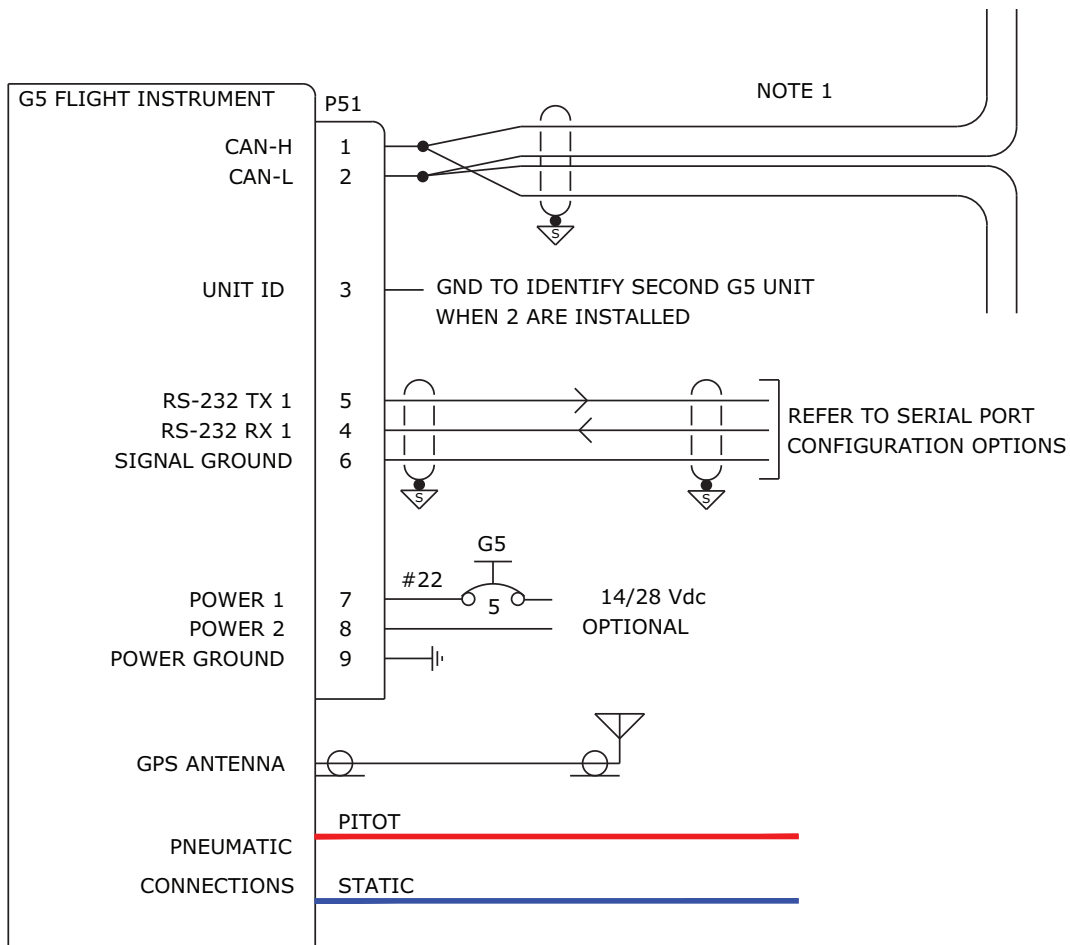 NOTE 1
G5 FLIGHT INSTRUMENT
P51
CAN-H 1
CAN-L 2
S
UNIT ID 3 GND TO IDENTIFY SECOND G5 UNIT
WHEN 2 ARE INSTALLED
RS-232 TX 1 5
RS-232 RX 1 4
SIGNAL GROUND 6
REFER TO SERIAL PORT
CONFIGURATION OPTIONS
S S
G5
#22
POWER 1 7 5 14/28 Vdc
POWER 2 8 OPTIONAL
POWER GROUND 9
GPS ANTENNA
PITOT
PNEUMATIC
CONNECTIONS STATIC